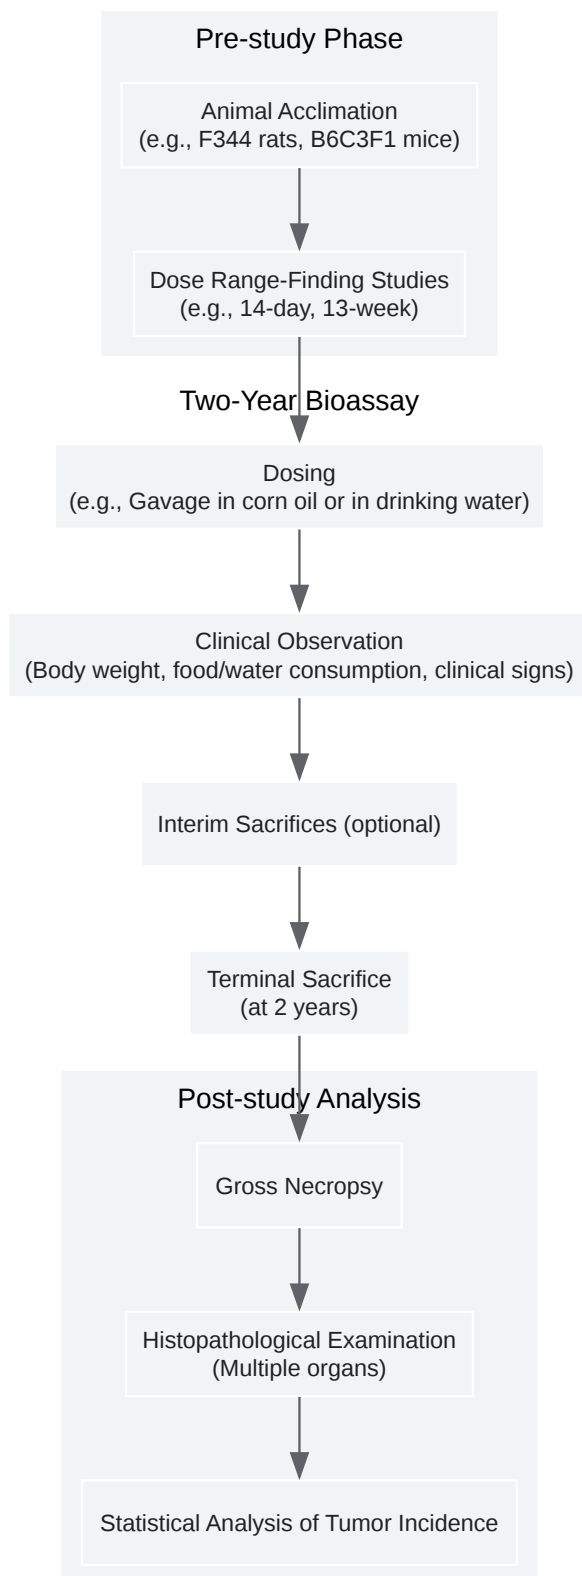 Pre-study Phase
Animal Acclimation
(e.g., F344 rats, B6C3F1 mice)
Dose Range-Finding Studies
(e.g., 14-day, 13-week)
Two-Year Bioassay
Dosing
(e.g., Gavage in corn oil or in drinking water)
Clinical Observation
(Body weight, food/water consumption, clinical signs)
Interim Sacrifices (optional)
Terminal Sacrifice
(at 2 years)
Post-study Analysis
Gross Necropsy
Histopathological Examination
(Multiple organs)
Statistical Analysis of Tumor Incidence